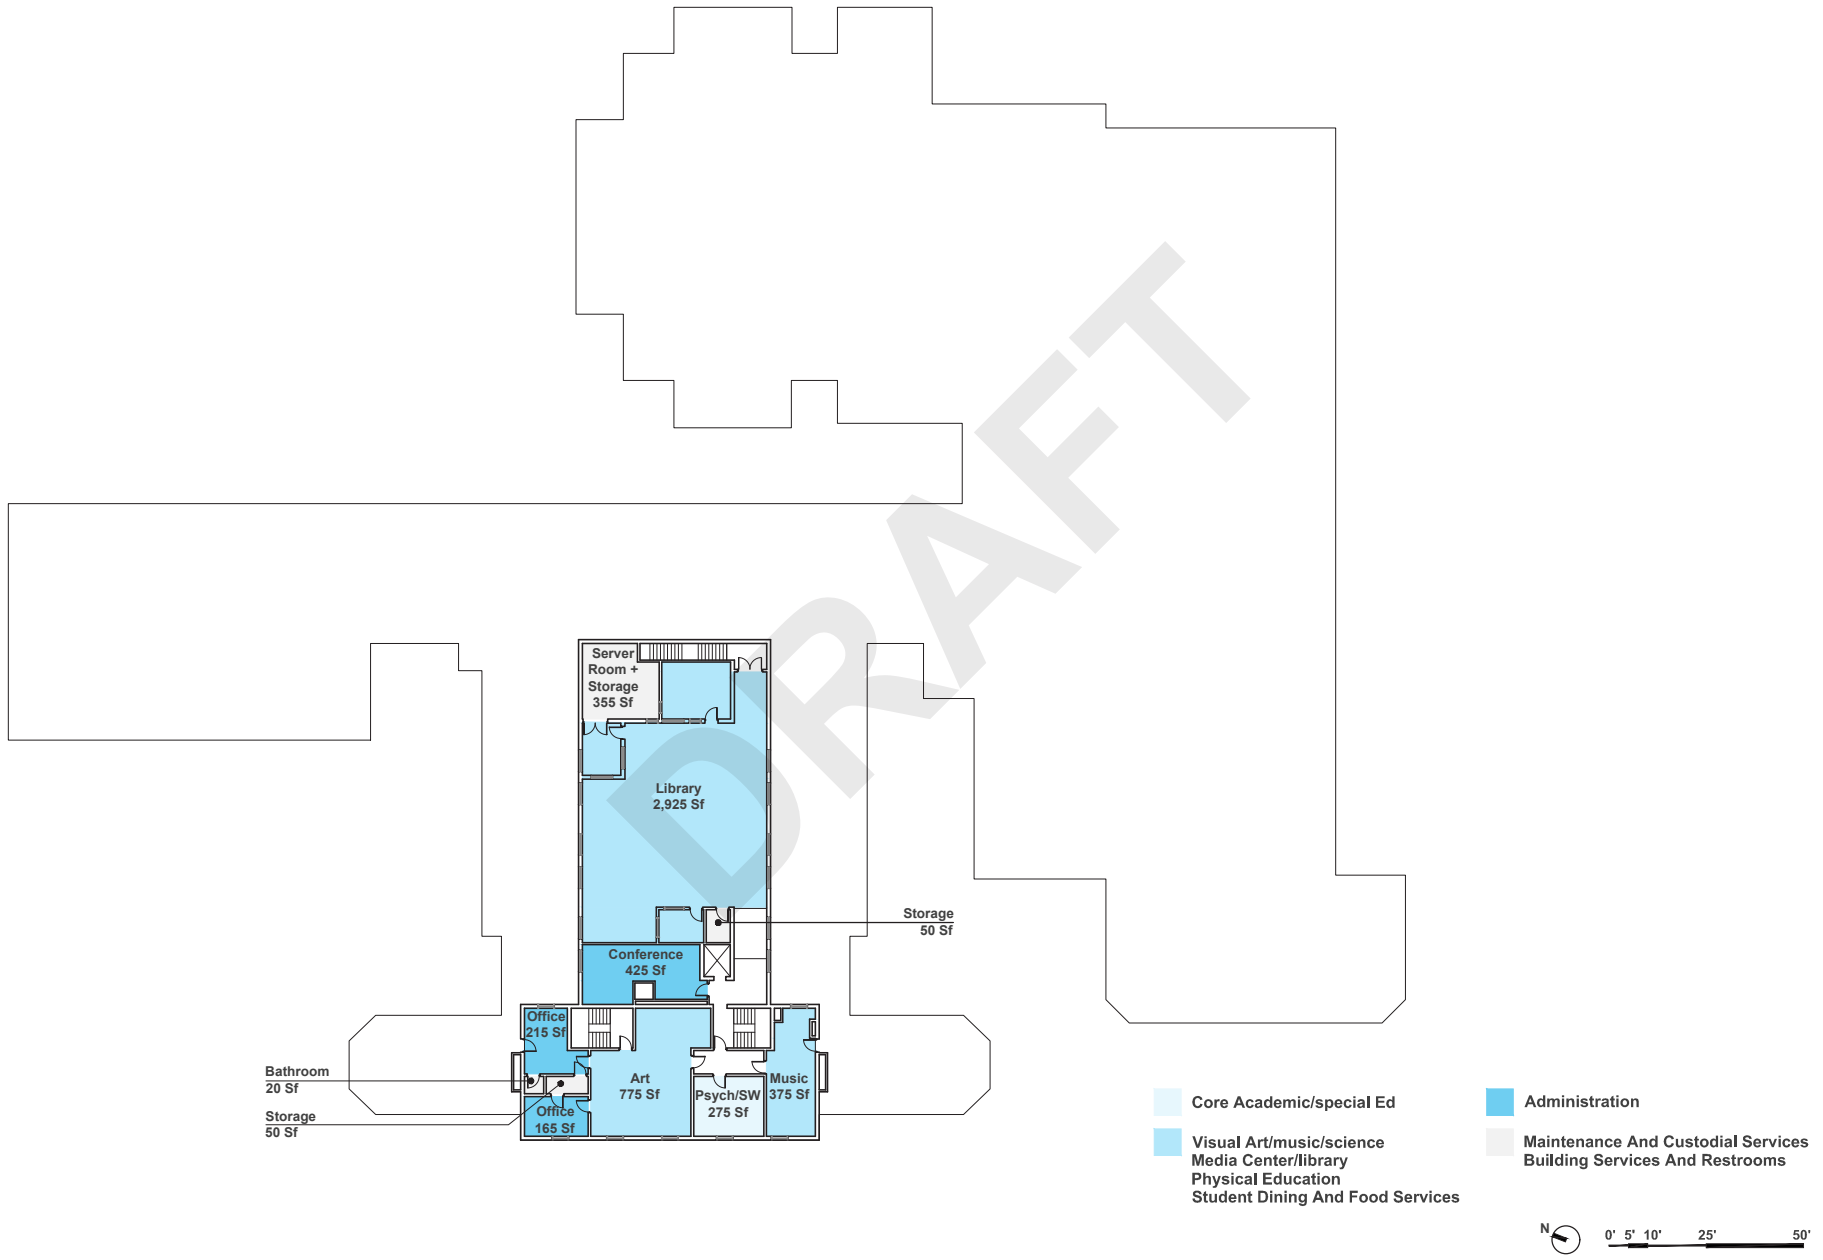 Server
Room +
Storage
355 Sf
Library
2,925 Sf
Storage
50 Sf
Conference
425 Sf
Office
215 Sf
Bathroom
20 Sf
Storage
50 Sf
Office
165 Sf
Art
775 Sf
Psych/SW
275 Sf
Music
375 Sf
DRAFT
Core Academic/special Ed
Visual Art/music/science
Media Center/library
Physical Education
Student Dining And Food Services
Administration
Maintenance And Custodial Services
Building Services And Restrooms
N
0' 5' 10' 25' 50'